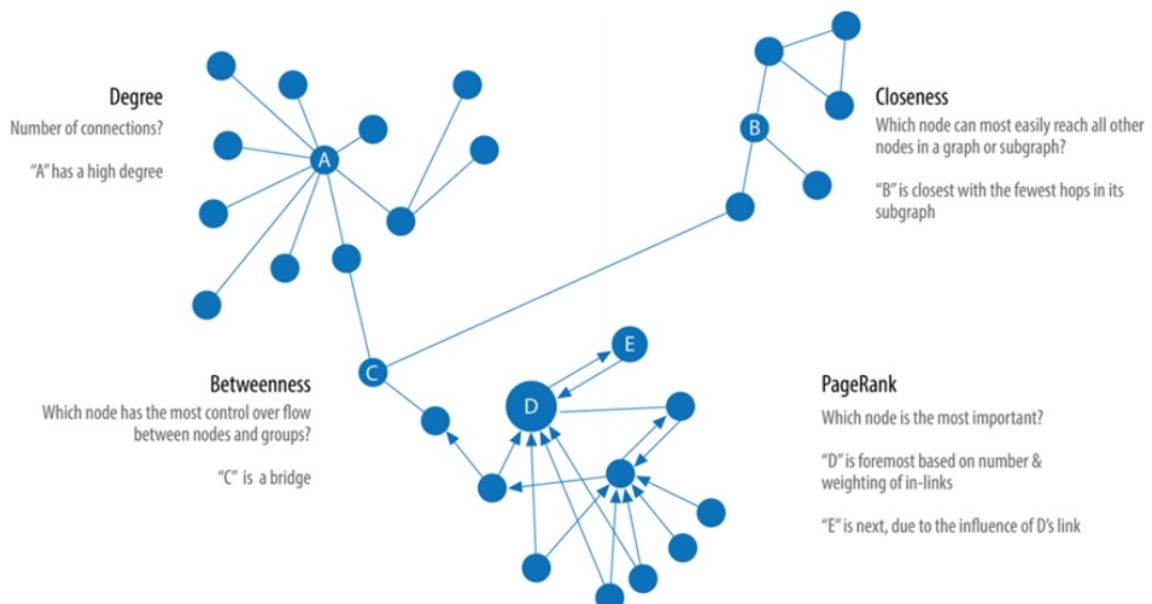 Degree
Number of connections?
“A” has a high degree
A
B
Closeness
Which node can most easily reach all other
nodes in a graph or subgraph?
“B” is closest with the fewest hops in its
subgraph
Betweenness
Which node has the most control over flow
between nodes and groups?
“C” is a bridge
C
D
E
PageRank
Which node is the most important?
“D” is foremost based on number &
weighting of in-links
“E” is next, due to the influence of D’s link